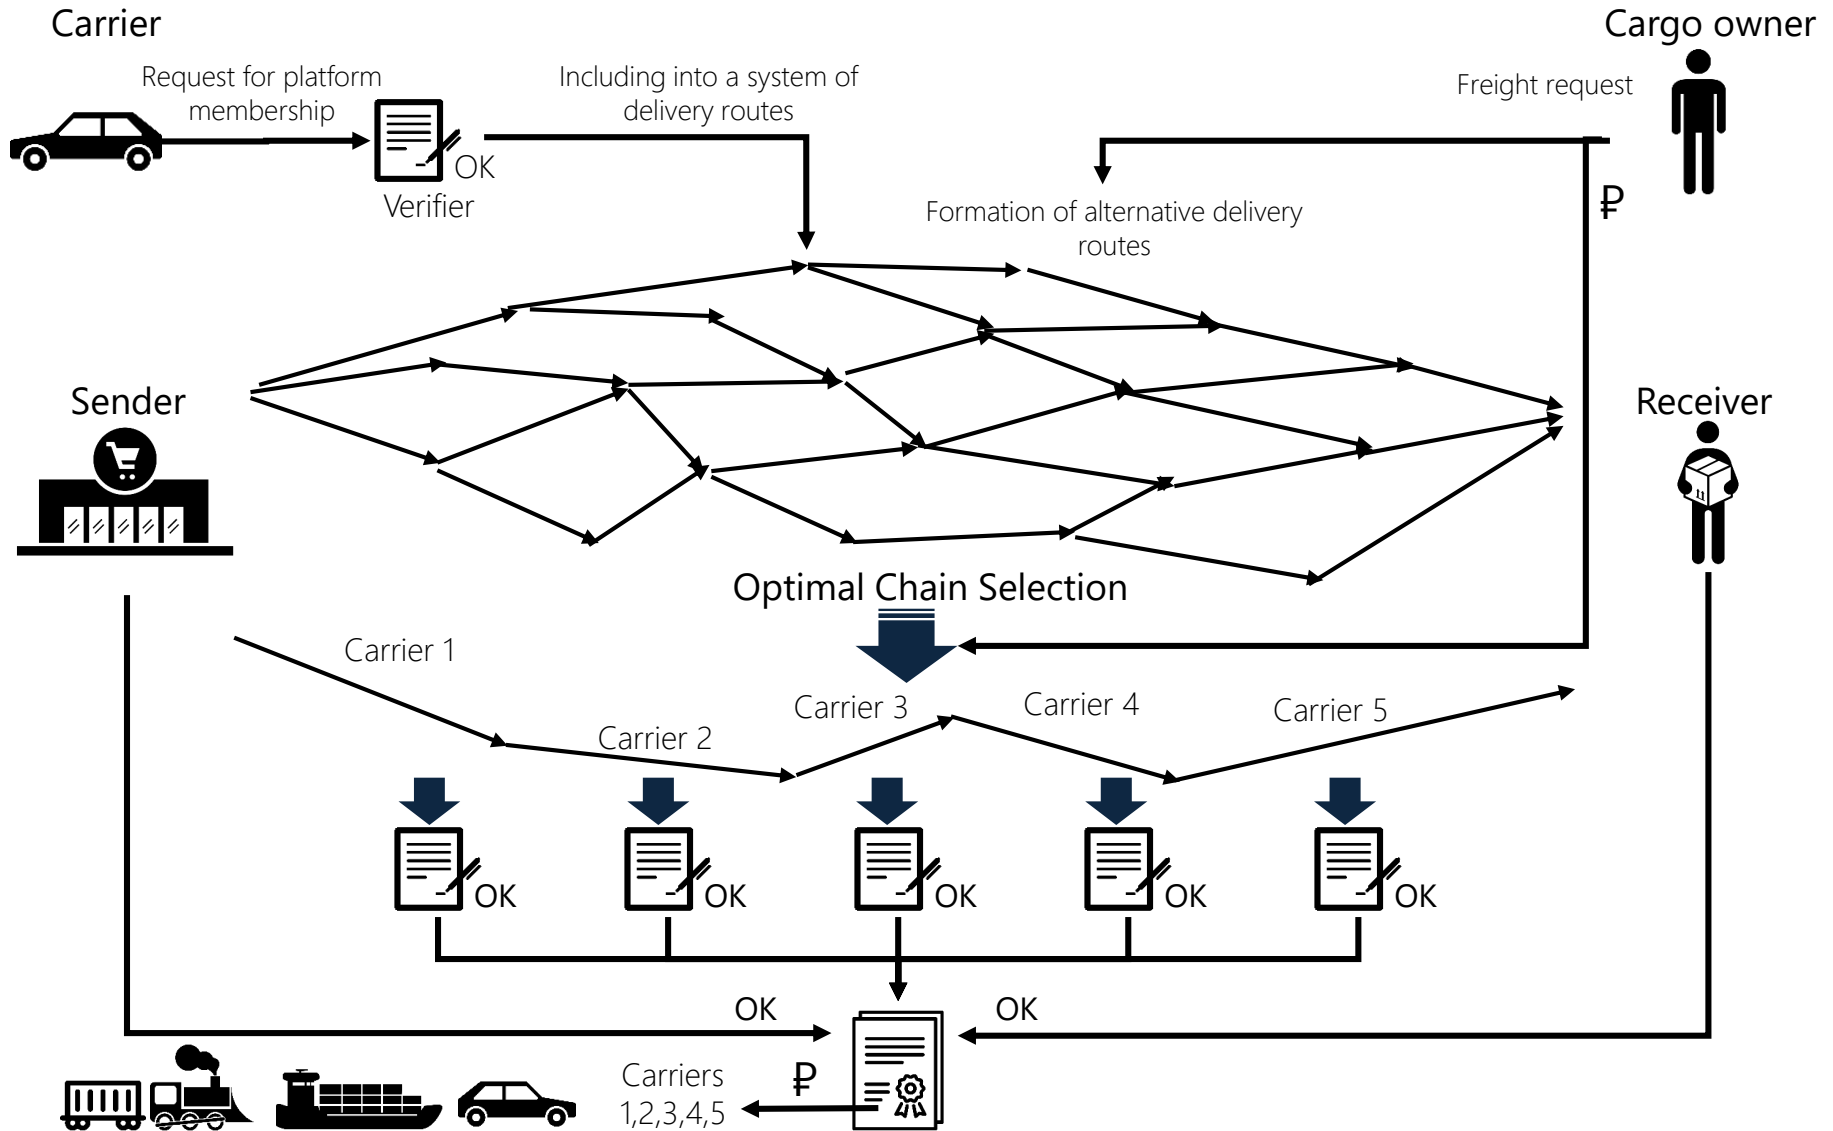 Carrier
Cargo owner
Request for platform
membership
Including into a system of
delivery routes
Freight request
OK
Verifier
₽
Formation of alternative delivery
routes
Sender
Receiver
Optimal Chain Selection
Carrier 1
Carrier 2
Carrier 3
Carrier 4
Carrier 5
OK
OK
OK
OK
OK
OK
OK
Carriers
1,2,3,4,5
₽